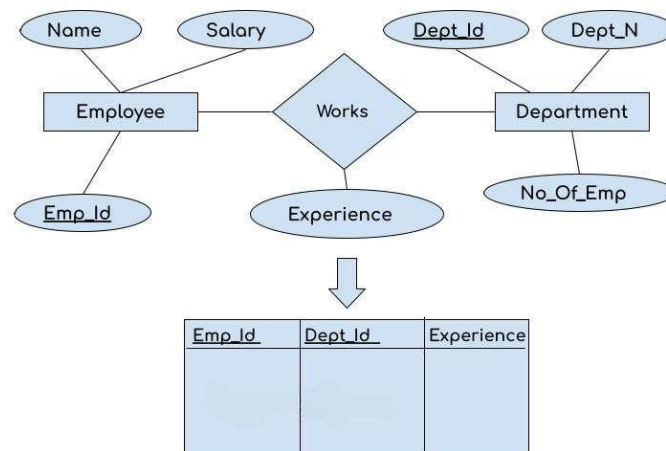 Name
Salary
Dept_Id
Dept_N
Employee
Works
Department
Emp_Id
Experience
No_Of_Emp
Emp_Id Dept_Id Experience